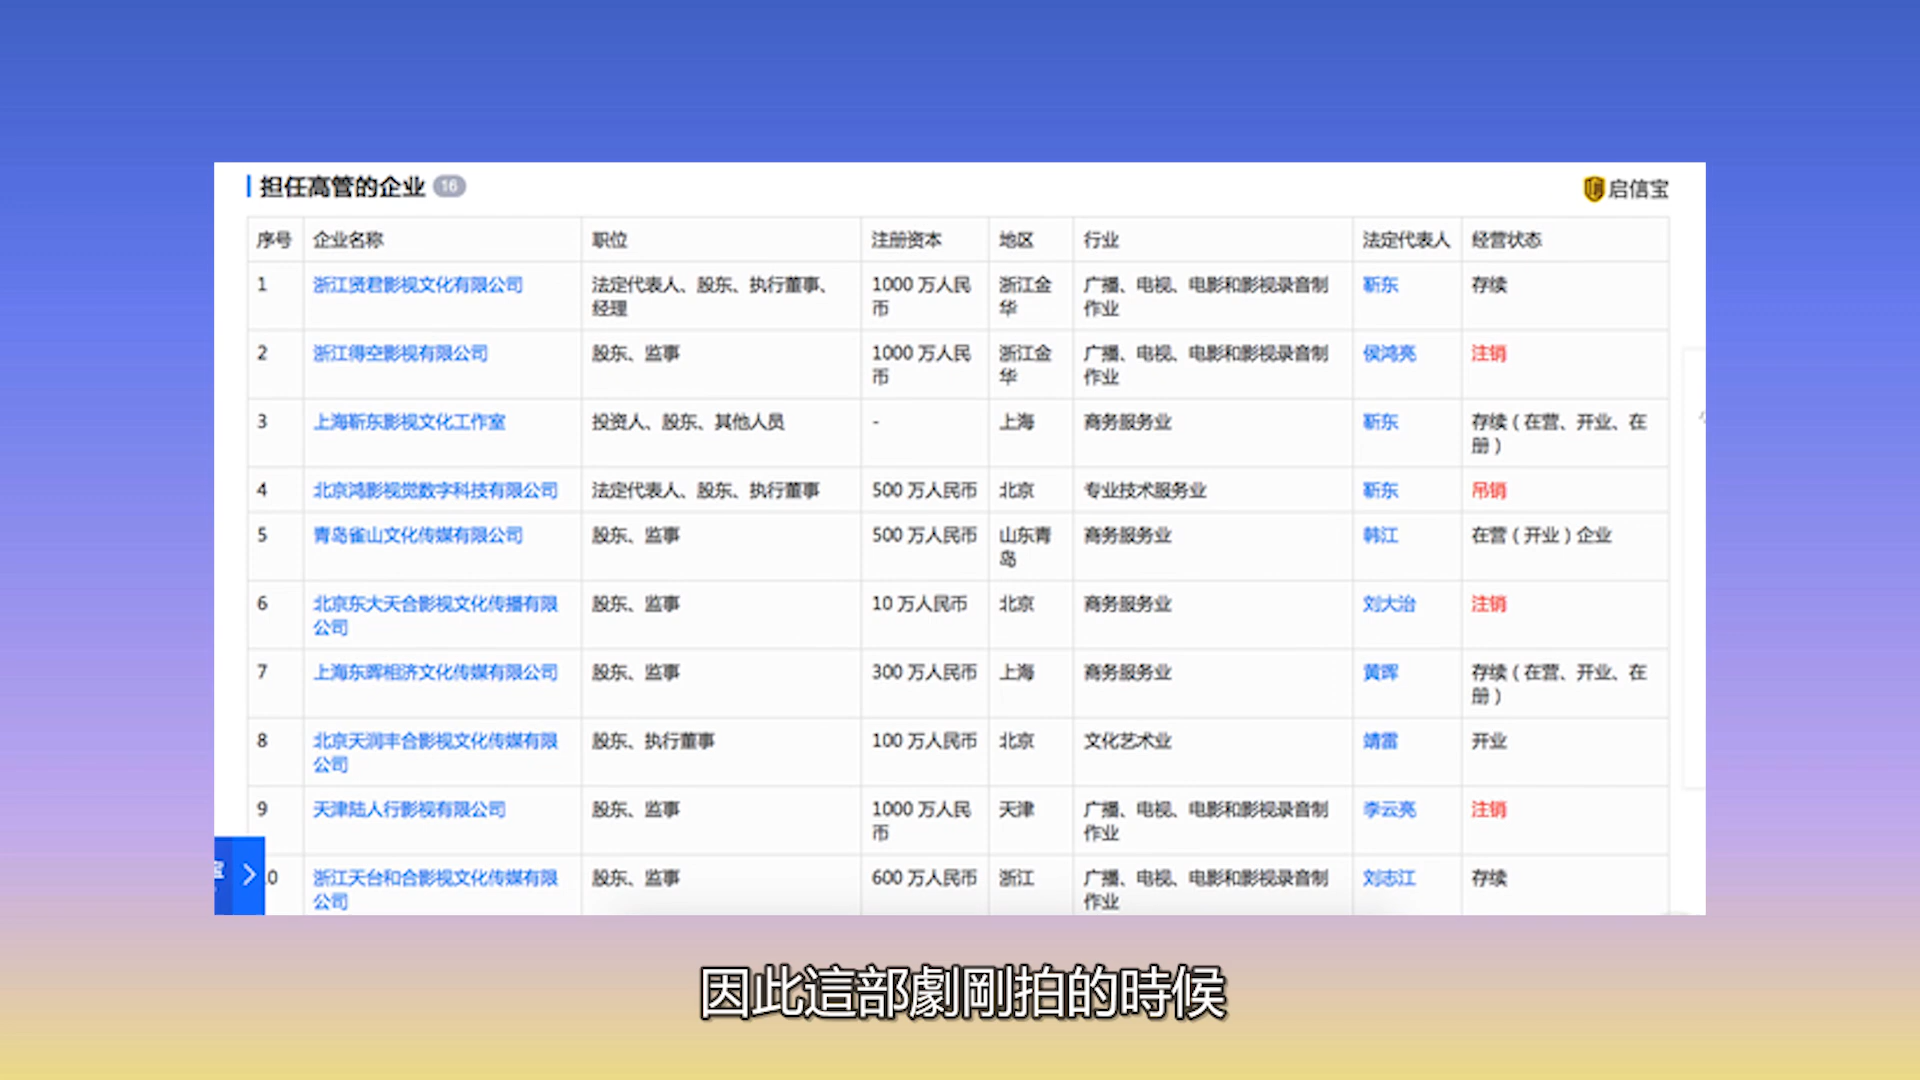 担任高管的企业 16
启信宝
序号 企业名称 职位 注册资本 地区 行业 法定代表人 经营状态
1 浙江贤君影视文化有限公司 法定代表人、股东、执行董事、 1000 万人民 浙江金 广播、电视、电影和影视录音制 靳东 存续
经理 币 华 作业
2 浙江得空影视有限公司 股东、监事 1000 万人民 浙江金 广播、电视、电影和影视录音制 侯鸿亮 注销
币 华 作业
3 上海靳东影视文化工作室 投资人、股东、其他人员 - 上海 商务服务业 靳东 存续（在营、开业、在
册）
4 北京鸿影视觉数字科技有限公司 法定代表人、股东、执行董事 500 万人民币 北京 专业技术服务业 靳东 吊销
5 青岛雀山文化传媒有限公司 股东、监事 500 万人民币 山东青 商务服务业 韩江 在营（开业）企业
岛
6 北京东大天合影视文化传播有限 股东、监事 10 万人民币 北京 商务服务业 刘大治 注销
公司
7 上海东晖相济文化传媒有限公司 股东、监事 300 万人民币 上海 商务服务业 黄晖 存续（在营、开业、在
册）
8 北京天润丰合影视文化传媒有限 股东、执行董事 100 万人民币 北京 文化艺术业 靖雷 开业
公司
9 天津陆人行影视有限公司 股东、监事 1000 万人民 天津 广播、电视、电影和影视录音制 李云亮 注销
币 作业
0 浙江天台和合影视文化传媒有限 股东、监事 600 万人民币 浙江 广播、电视、电影和影视录音制 刘志江 存续
公司 作业
因此這部劇剛拍的時候